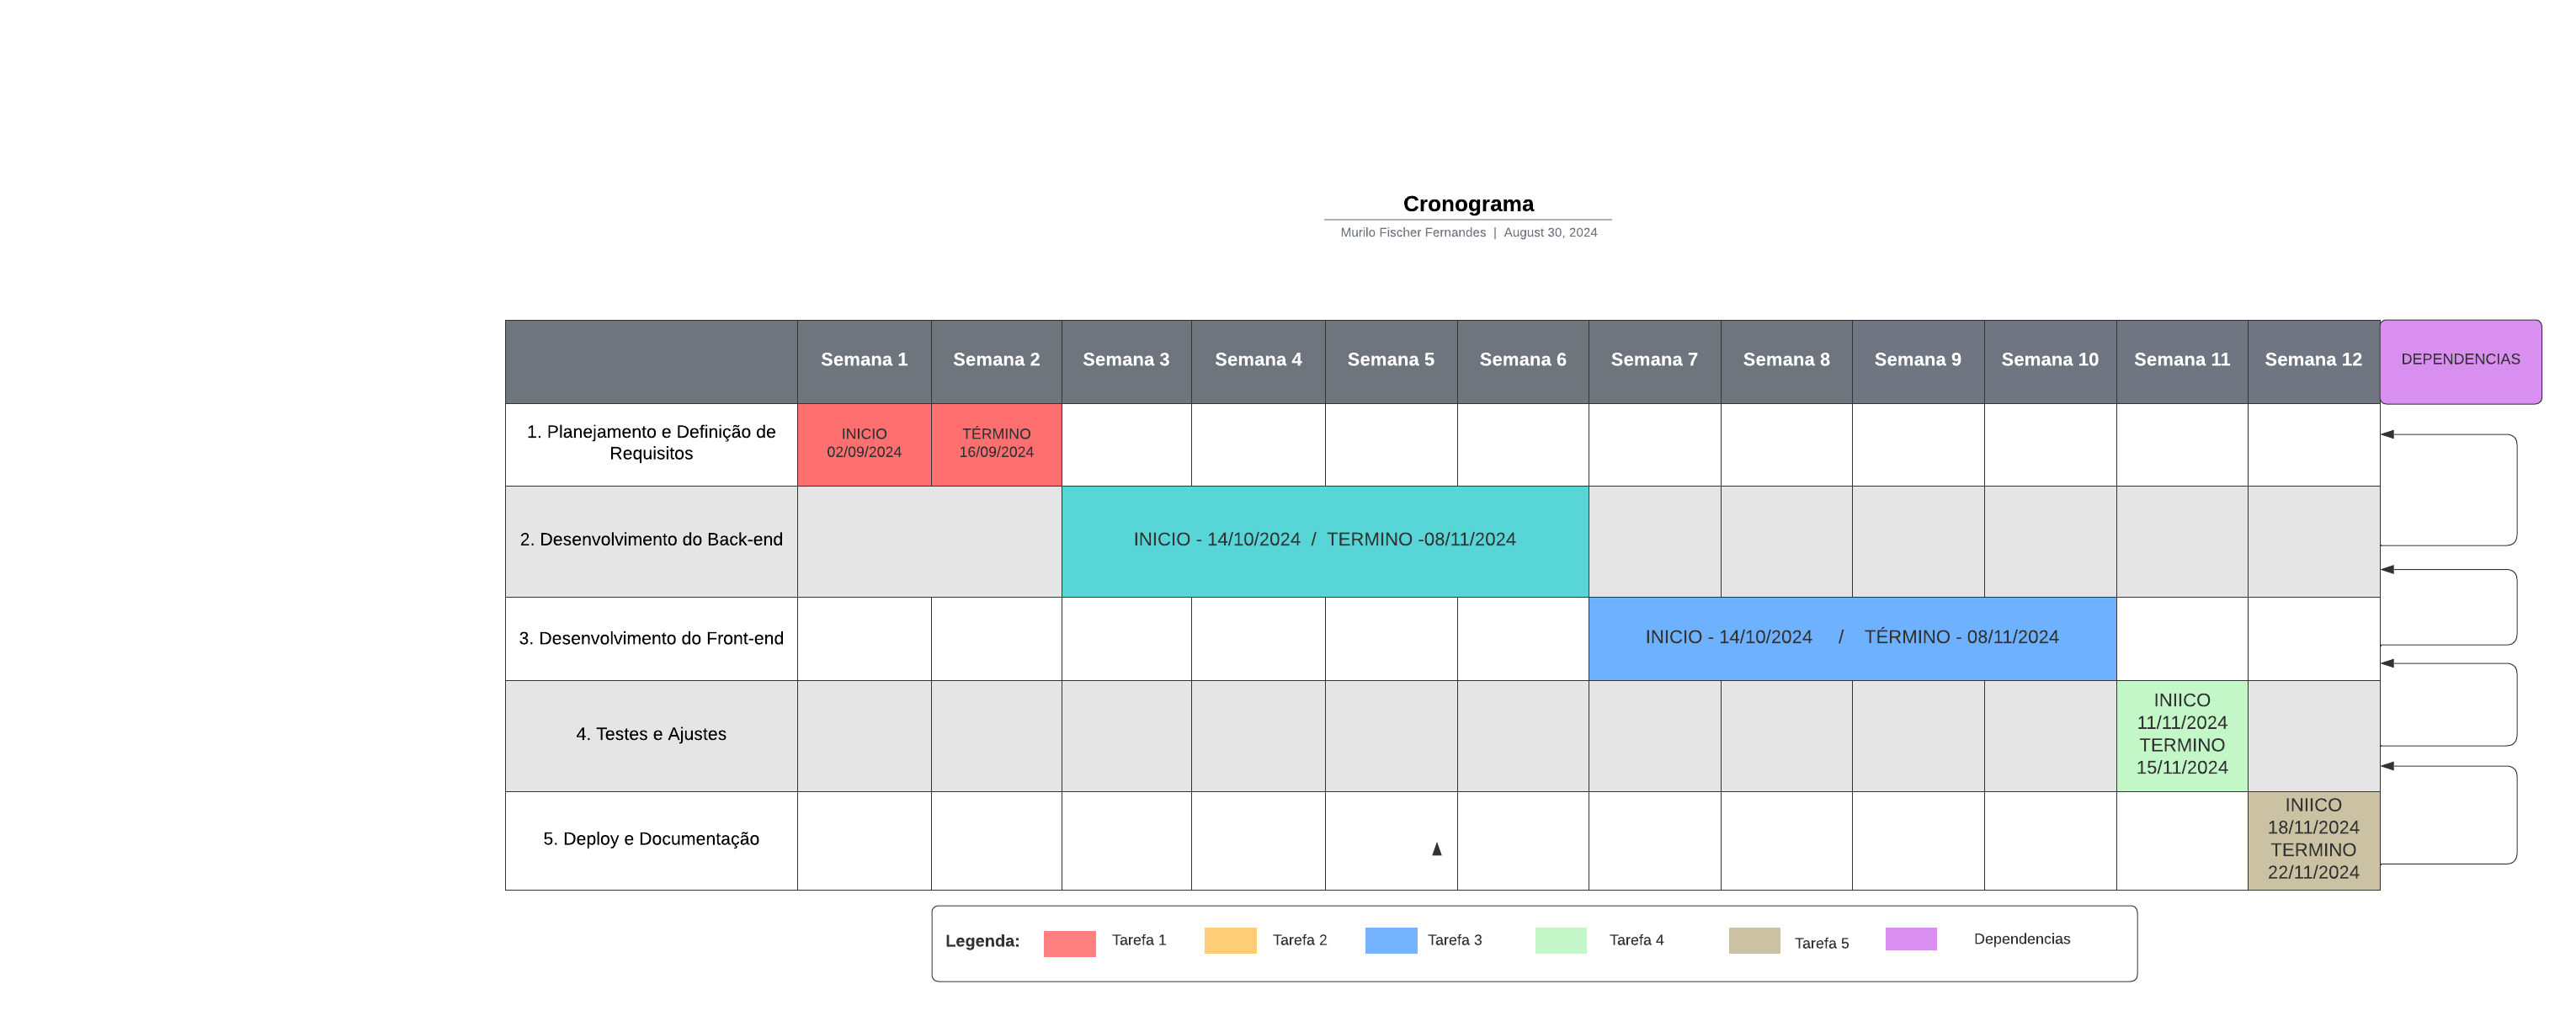 Cronograma
Murilo Fischer Fernandes | August 30, 2024
Semana 1
Semana 2
Semana 3
Semana 4
Semana 5
Semana 6
Semana 7
Semana 8
Semana 9
Semana 10
Semana 11
Semana 12
DEPENDENCIAS
1. Planejamento e Definição de
Requisitos
INICIO
02/09/2024
TÉRMINO
16/09/2024
2. Desenvolvimento do Back-end
INICIO - 14/10/2024 / TERMINO -08/11/2024
3. Desenvolvimento do Front-end
INICIO - 14/10/2024 / TÉRMINO - 08/11/2024
4. Testes e Ajustes
INIICO
11/11/2024
TERMINO
15/11/2024
5. Deploy e Documentação
INIICO
18/11/2024
TERMINO
22/11/2024
Legenda:
Tarefa 1
Tarefa 2
Tarefa 3
Tarefa 4
Tarefa 5
Dependencias